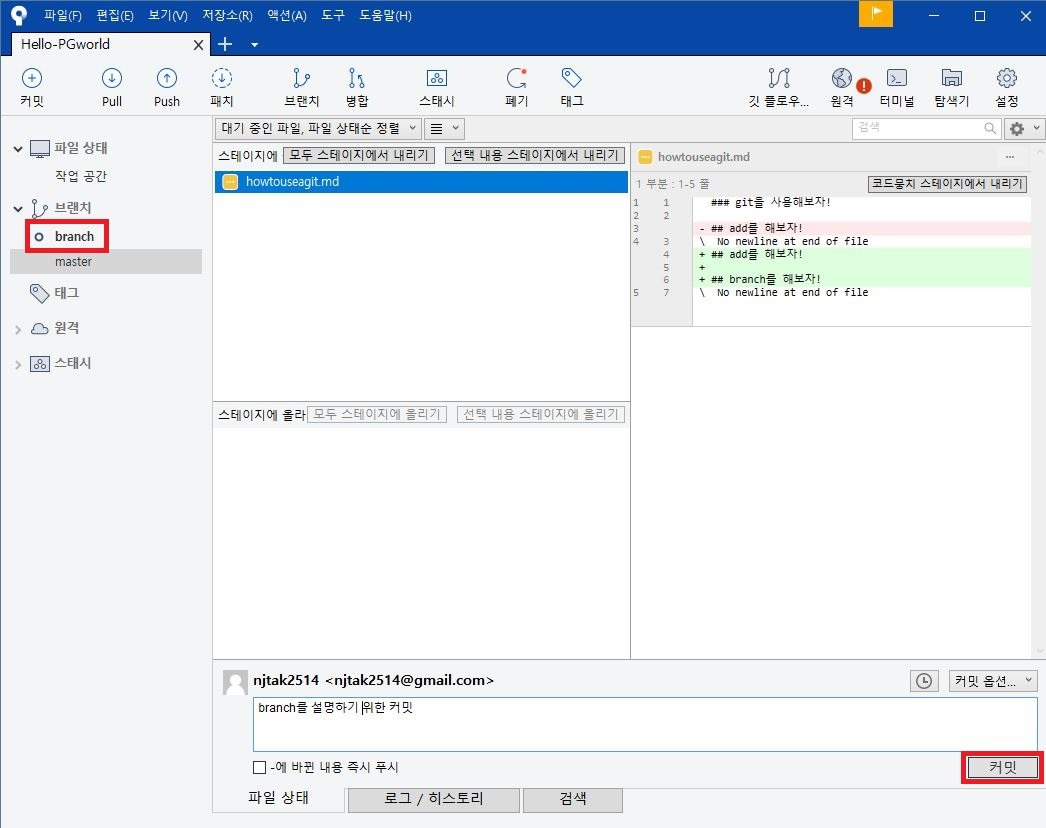 파일(F) 편집(E) 보기(V) 저장소(R) 액션(A) 도구 도움말(H)
Hello-PGworld
커밋 Pull Push 패치 브랜치 병합 스태시 폐기 태그 깃 플로우... 원격 터미널 탐색기 설정
대기 중인 파일, 파일 상태순 정렬
검색
파일 상태
작업 공간
브랜치
branch
master
태그
원격
스태시
스테이지에 모두 스테이지에서 내리기 선택 내용 스테이지에서 내리기
howtouseagit.md
스테이지에 올라 모두 스테이지에 올리기 선택 내용 스테이지에 올리기
howtouseagit.md ...
1 부분 : 1-5 줄 코드뭉치 스테이지에서 내리기
1 1 ### git을 사용해보자!
2 2
3 - ## add를 해보자!
4 3 \ No newline at end of file
4 + ## add를 해보자!
5 +
6 + ## branch를 해보자!
5 7 \ No newline at end of file
njtak2514 <njtak2514@gmail.com>
커밋 옵션...
branch를 설명하기 위한 커밋
-에 바뀐 내용 즉시 푸시
커밋
파일 상태 로그 / 히스토리 검색